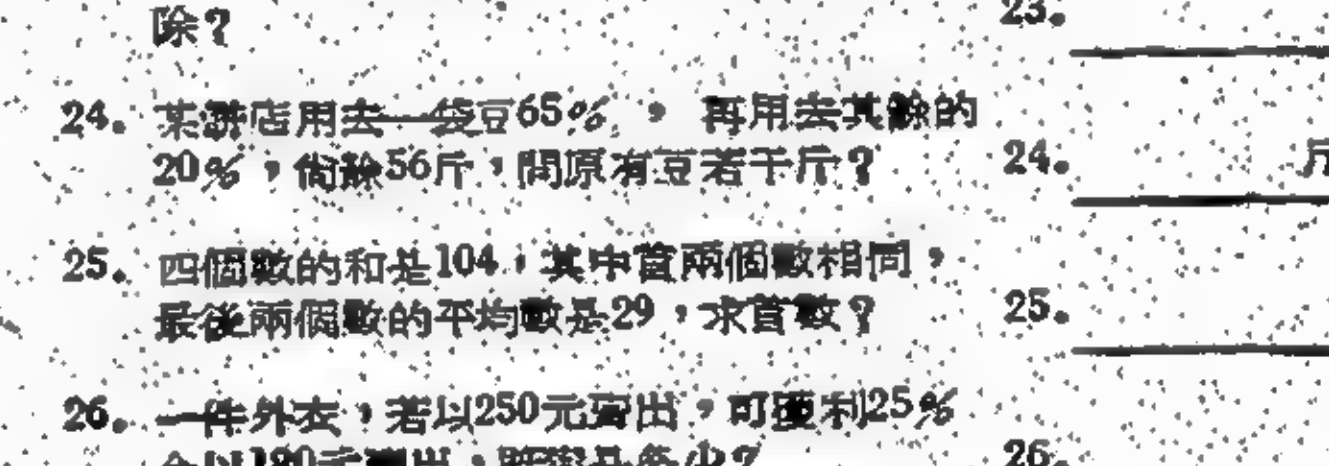 除？
23.
24. 某餅店用去一袋豆65%，再用去其餘的
20%，尚餘56斤，問原有豆若干斤？
24. 斤
25. 四個數的和是104，其中首兩個數相同，
最後兩個數的平均數是29，求首數？
25.
26. 一件外衣，若以250元賣出，可獲利25%
26.